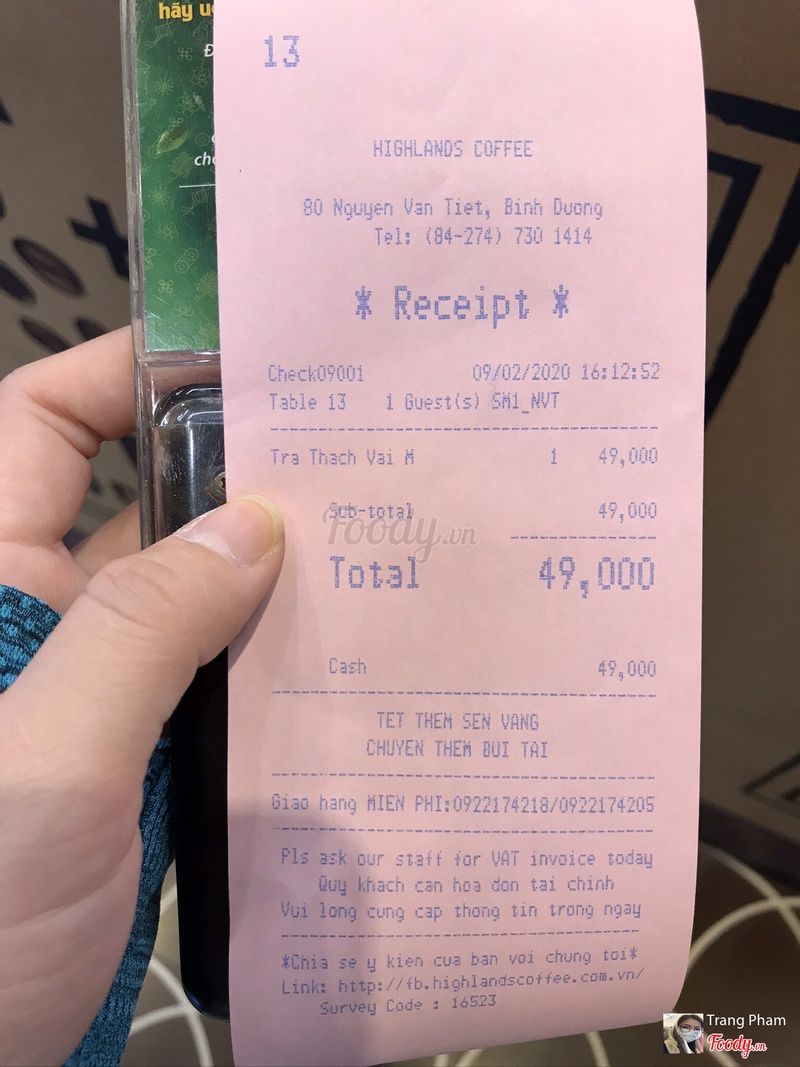 hãy
13
HIGHLANDS COFFEE
80 Nguyen Van Tiet, Binh Duong
Tel: (84-274) 730 1414
* Receipt *
Check09001 09/02/2020 16:12:52
Table 13 1 Guest(s) SM1_NVT
Tra Thach Vai M 1 49,000
Sub-total 49,000
Foody.vn
Total 49,000
Cash 49,000
TET THEM SEN VANG
CHUYEN THEM BUI TAI
Giao hang MIEN PHI:0922174218/0922174205
Pls ask our staff for VAT invoice today
Quy khach can hoa don tai chinh
Vui long cung cap thong tin trong ngay
*Chia se y kien cua ban voi chung toi*
Link: http://fb.highlandscoffee.com.vn/
Survey Code : 16523
Trang Pham
Foody.vn